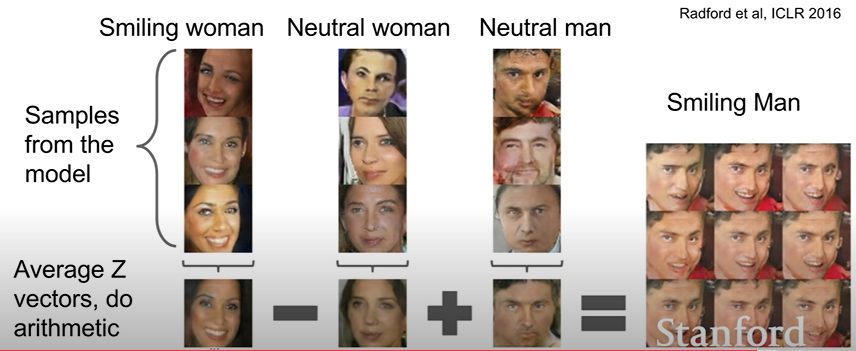 Radford et al, ICLR 2016
Smiling woman
Neutral woman
Neutral man
Smiling Man
Samples
from the
model
Average Z
vectors, do
arithmetic
Stanford